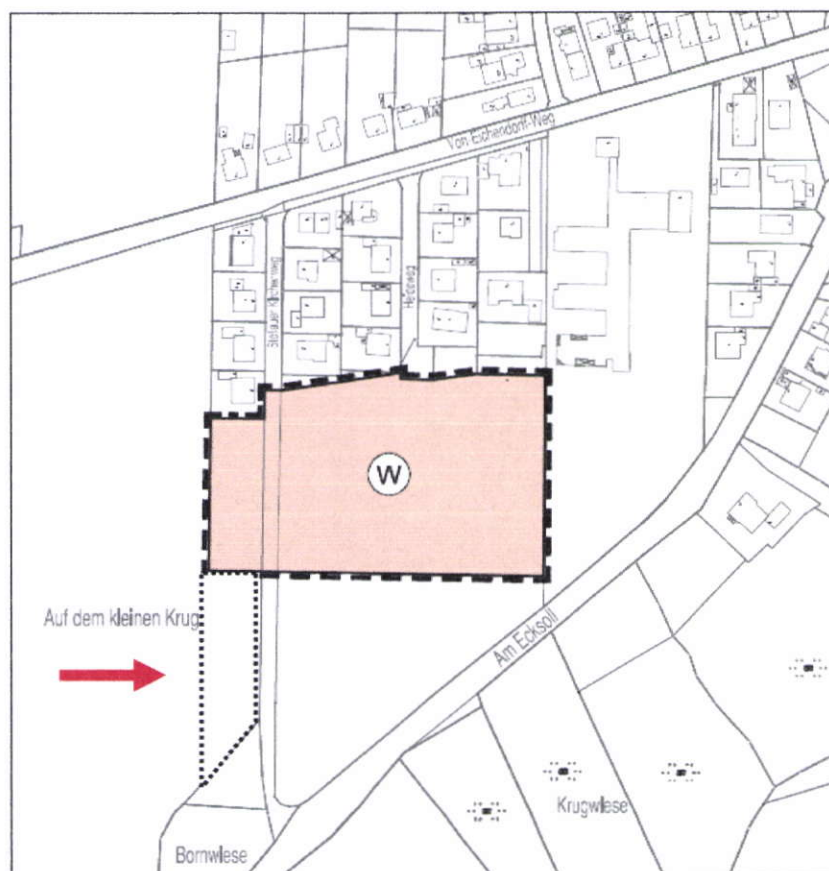 Von Eichendorff-Weg
Heideweg
W
Auf dem kleinen Krug
Am Ecksoll
Krugwiese
Bornwiese